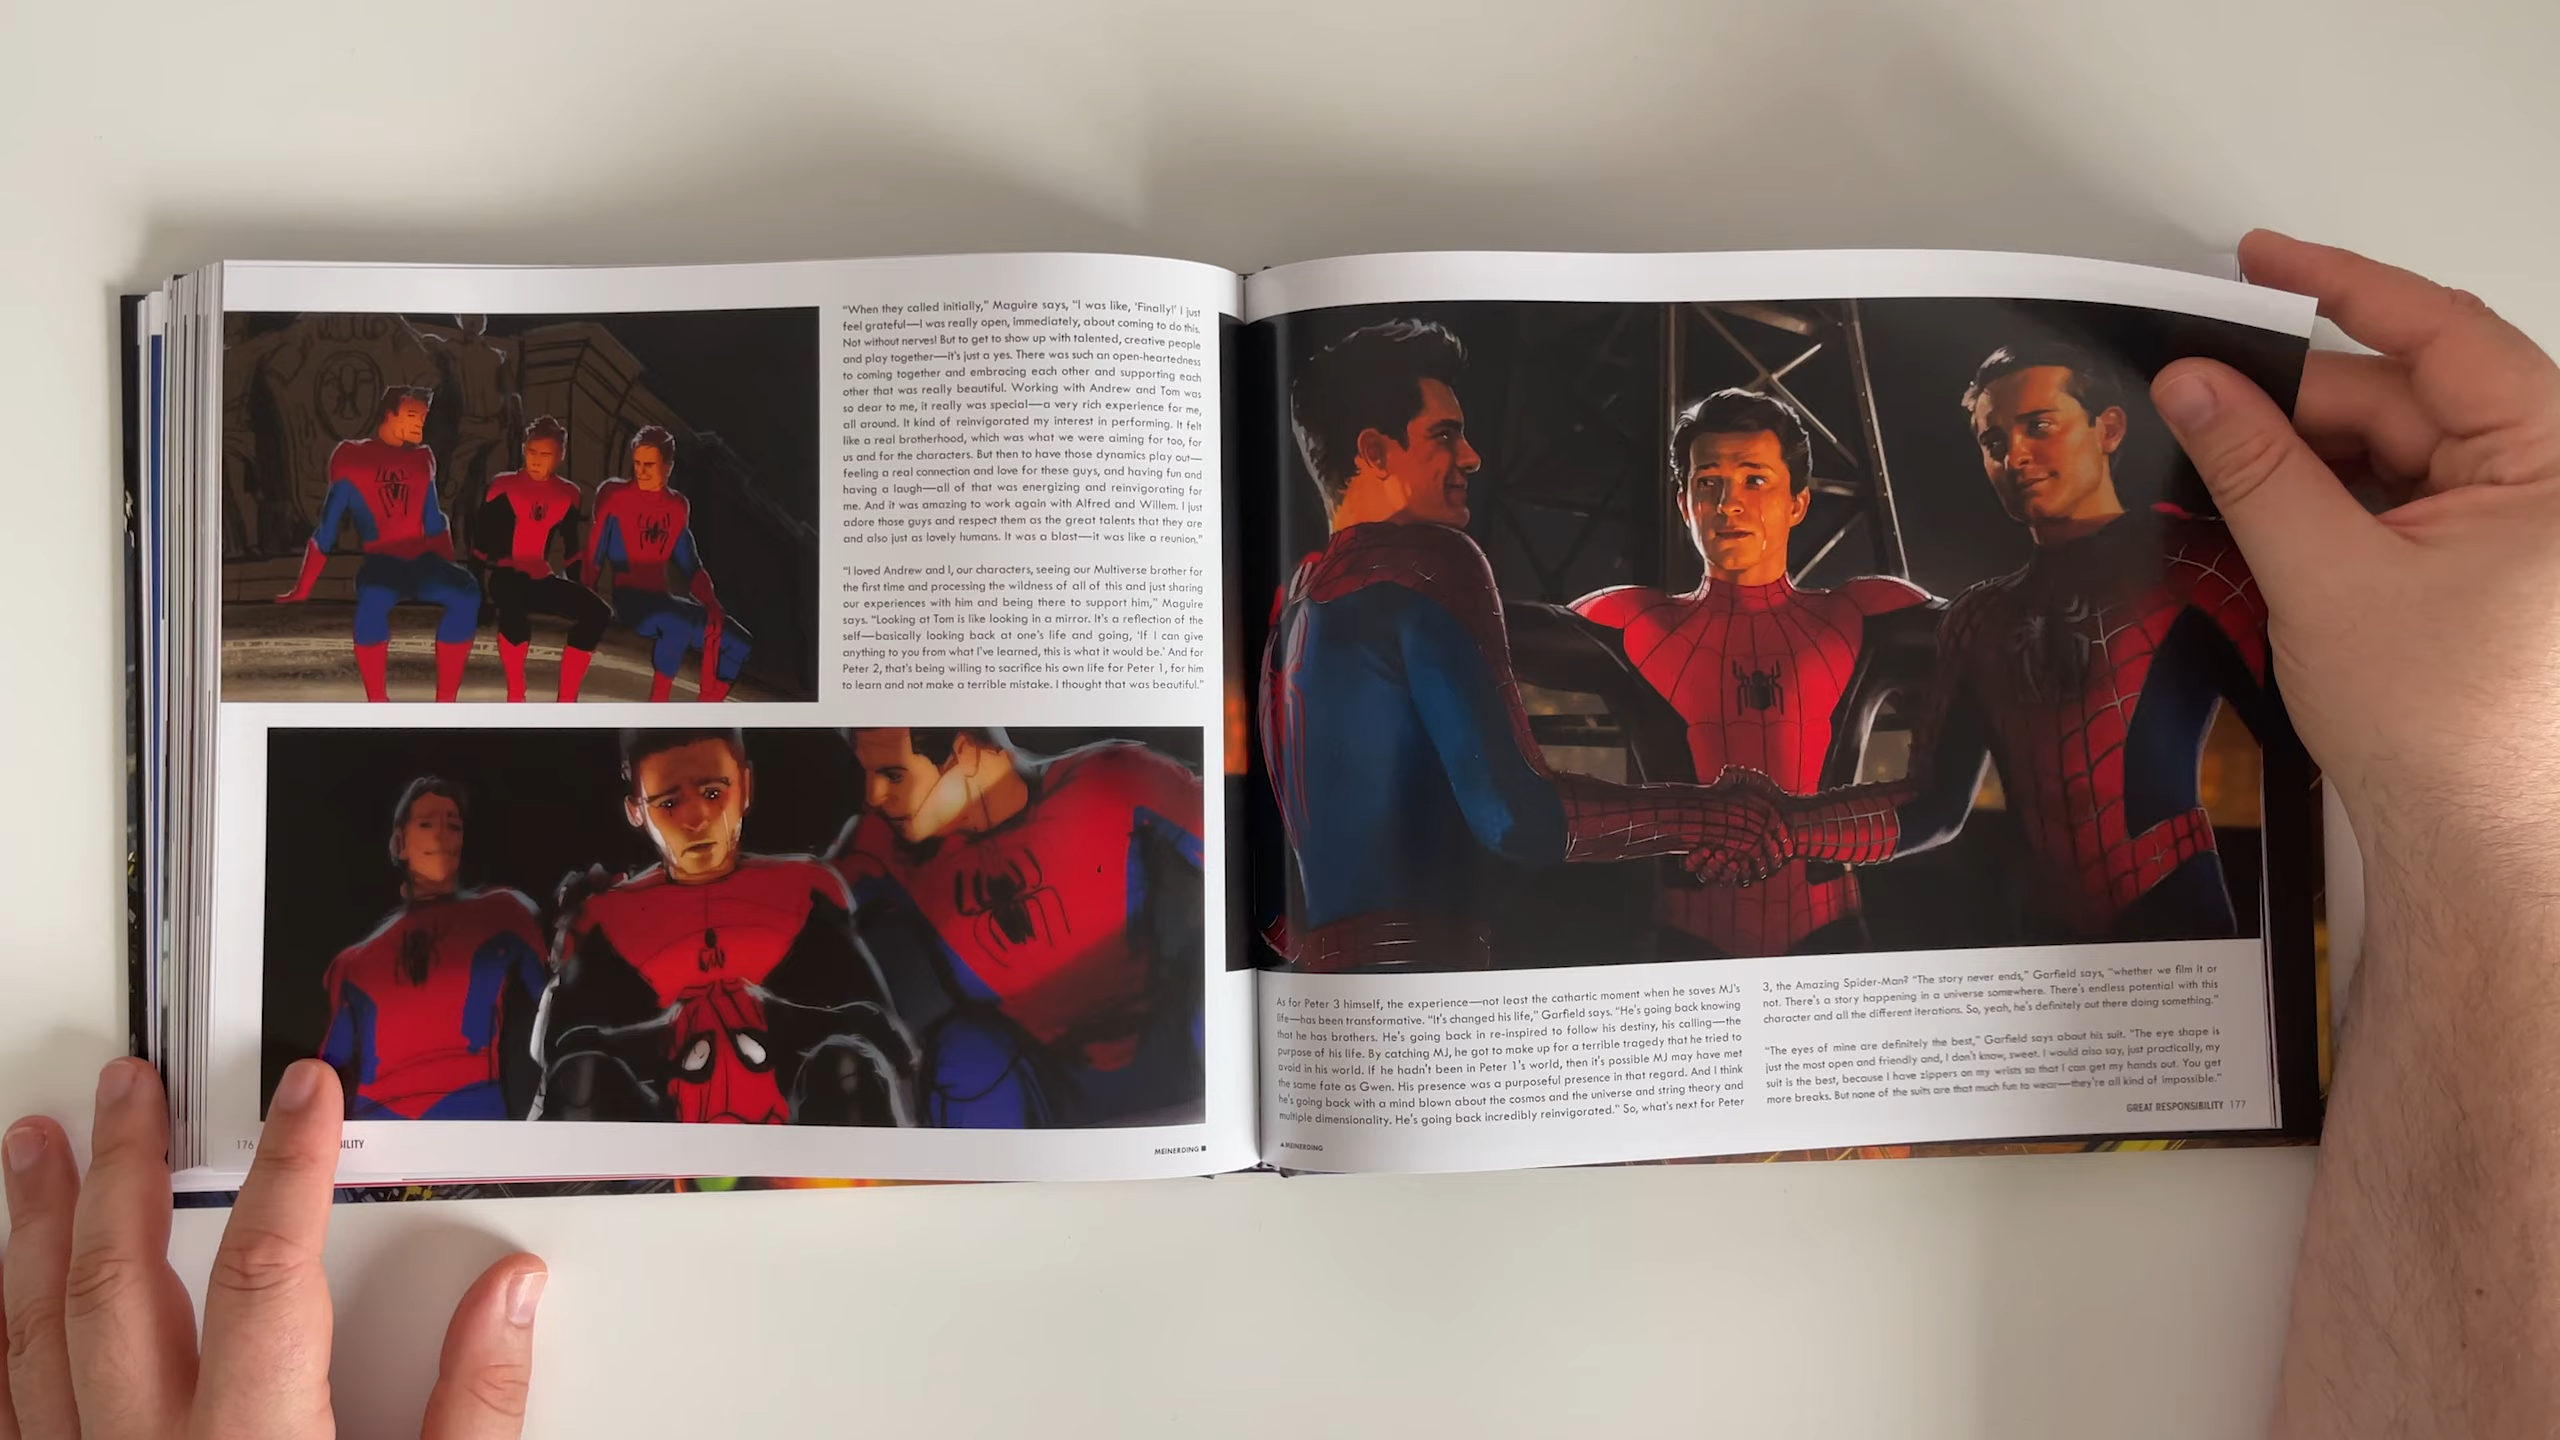 “When they called initially,” Maguire says, “I was like, ‘Finally!’ I just
feel grateful—I was really open, immediately, about coming to do this.
Not without nerves! But to get to show up with talented, creative people
and play together—it’s just a yes. There was such an open-heartedness
to coming together and embracing each other and supporting each
other that was really beautiful. Working with Andrew and Tom was
so dear to me, it really was special—a very rich experience for me,
all around. It kind of reinvigorated my interest in performing. It felt
like a real brotherhood, which was what we were aiming for too, for
us and for the characters. But then to have those dynamics play out—
feeling a real connection and love for these guys, and having fun and
having a laugh—all of that was energizing and reinvigorating for
me. And it was amazing to work again with Alfred and Willem. I just
adore those guys and respect them as the great talents that they are
and also just as lovely humans. It was a blast—it was like a reunion.”
“I loved Andrew and I, our characters, seeing our Multiverse brother for
the first time and processing the wildness of all of this and just sharing
our experiences with him and being there to support him,” Maguire
says. “Looking at Tom is like looking in a mirror. It’s a reflection of the
self—basically looking back at one’s life and going, ‘If I can give
anything to you from what I’ve learned, this is what it would be.’ And for
Peter 2, that’s being willing to sacrifice his own life for Peter 1, for him
to learn and not make a terrible mistake. I thought that was beautiful.”
176 BILITY
MEINERDING ■
As for Peter 3 himself, the experience—not least the cathartic moment when he saves MJ’s
life—has been transformative. “It’s changed his life,” Garfield says. “He’s going back knowing
that he has brothers. He’s going back in re-inspired to follow his destiny, his calling—the
purpose of his life. By catching MJ, he got to make up for a terrible tragedy that he tried to
avoid in his world. If he hadn’t been in Peter 1’s world, then it’s possible MJ may have met
the same fate as Gwen. His presence was a purposeful presence in that regard. And I think
he’s going back with a mind blown about the cosmos and the universe and string theory and
multiple dimensionality. He’s going back incredibly reinvigorated.” So, what’s next for Peter
3, the Amazing Spider-Man? “The story never ends,” Garfield says, “whether we film it or
not. There’s a story happening in a universe somewhere. There’s endless potential with this
character and all the different iterations. So, yeah, he’s definitely out there doing something.”
“The eyes of mine are definitely the best,” Garfield says about his suit. “The eye shape is
just the most open and friendly and, I don’t know, sweet. I would also say, just practically, my
suit is the best, because I have zippers on my wrists so that I can get my hands out. You get
more breaks. But none of the suits are that much fun to wear—they’re all kind of impossible.”
▲ MEINERDING
GREAT RESPONSIBILITY 177